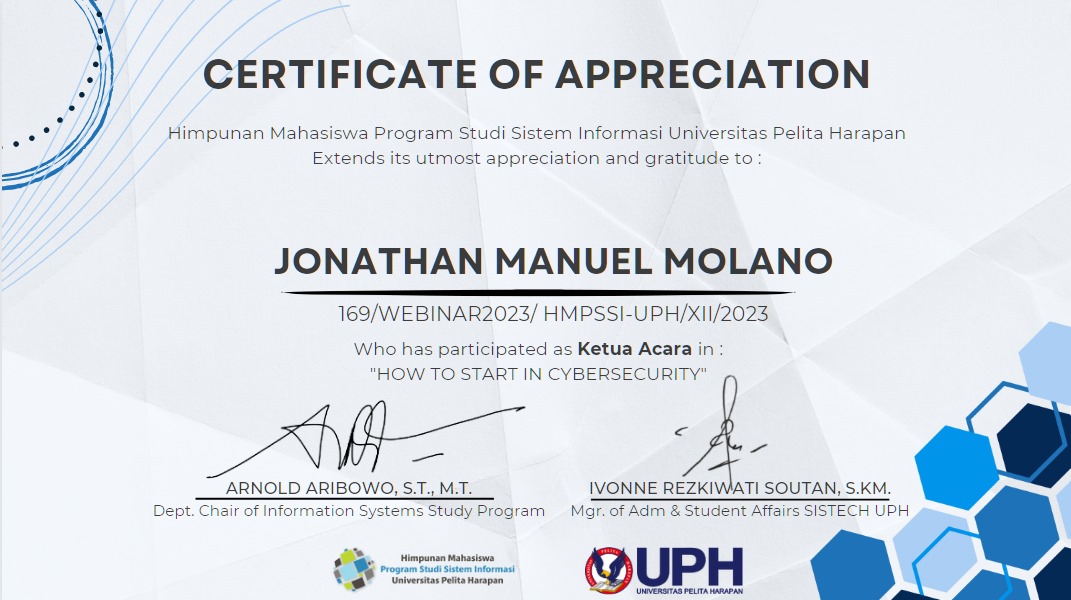 CERTIFICATE OF APPRECIATION
Himpunan Mahasiswa Program Studi Sistem Informasi Universitas Pelita Harapan
Extends its utmost appreciation and gratitude to :
JONATHAN MANUEL MOLANO
169/WEBINAR2023/ HMPSSI-UPH/XII/2023
Who has participated as Ketua Acara in :
"HOW TO START IN CYBERSECURITY"
ARNOLD ARIBOWO, S.T., M.T.
Dept. Chair of Information Systems Study Program
IVONNE REZKIWATI SOUTAN, S.KM.
Mgr. of Adm & Student Affairs SISTECH UPH
Himpunan Mahasiswa
Program Studi Sistem Informasi
Universitas Pelita Harapan
UPH
UNIVERSITAS PELITA HARAPAN